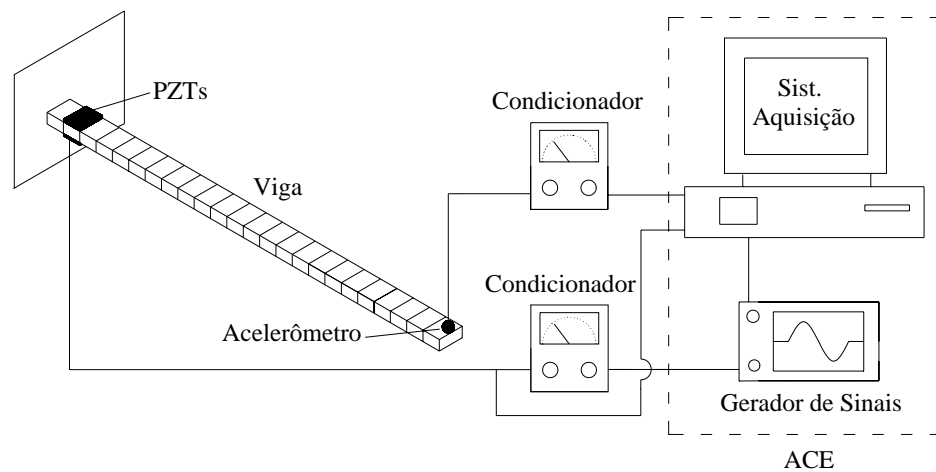 PZTs
Viga
Acelerômetro
Condicionador
Condicionador
Sist.
Aquisição
Gerador de Sinais
ACE